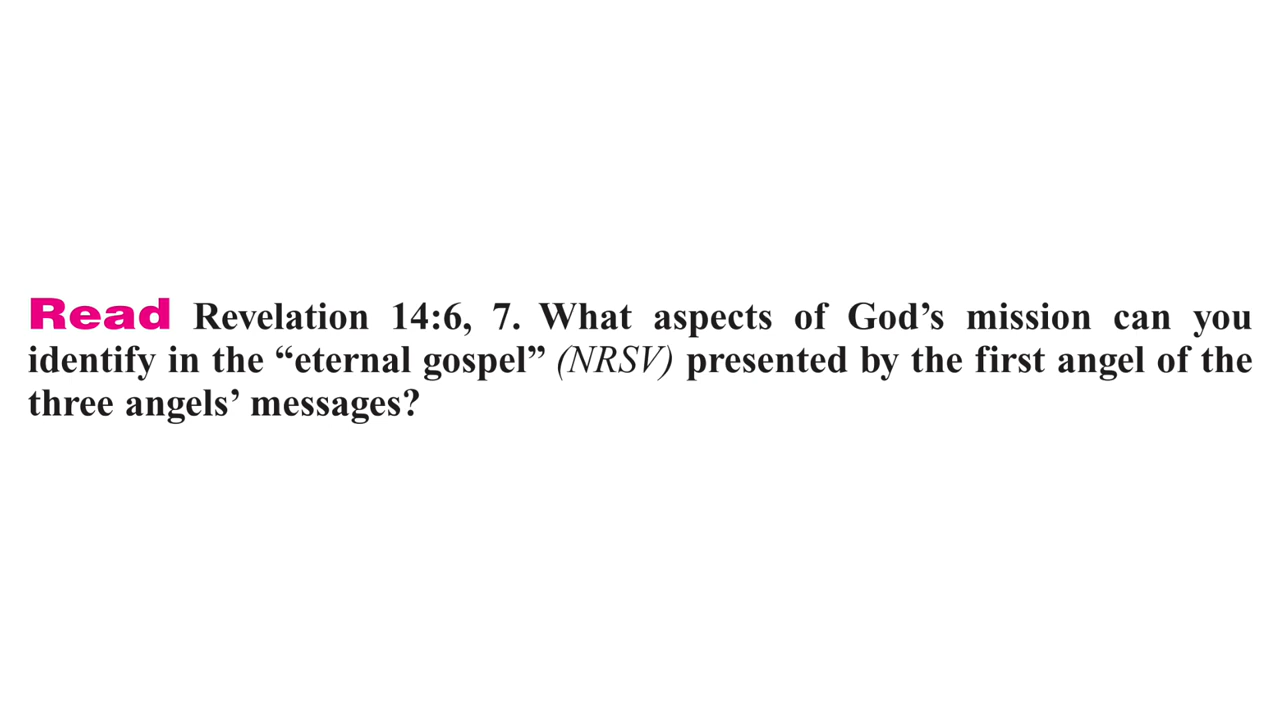 Read Revelation 14:6, 7. What aspects of God’s mission can you
identify in the “eternal gospel” (NRSV) presented by the first angel of the
three angels’ messages?